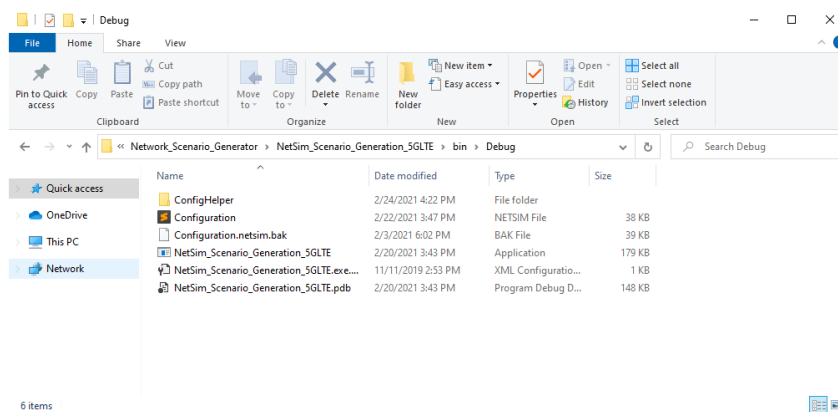 Debug
File Home Share View
Pin to Quick access
Copy
Paste
Cut
Copy path
Paste shortcut
Move to
Copy to
Delete
Rename
New folder
New item
Easy access
Properties
Open
Edit
History
Select all
Select none
Invert selection
Clipboard Organize New Open Select
« Network_Scenario_Generator › NetSim_Scenario_Generation_5GLTE › bin › Debug
Search Debug
Quick access
OneDrive
This PC
Network
Name Date modified Type Size
ConfigHelper 2/24/2021 4:22 PM File folder
Configuration 2/22/2021 3:47 PM NETSIM File 38 KB
Configuration.netsim.bak 2/3/2021 6:02 PM BAK File 39 KB
NetSim_Scenario_Generation_5GLTE 2/20/2021 3:43 PM Application 179 KB
NetSim_Scenario_Generation_5GLTE.exe.... 11/11/2019 2:53 PM XML Configuratio... 1 KB
NetSim_Scenario_Generation_5GLTE.pdb 2/20/2021 3:43 PM Program Debug D... 148 KB
6 items